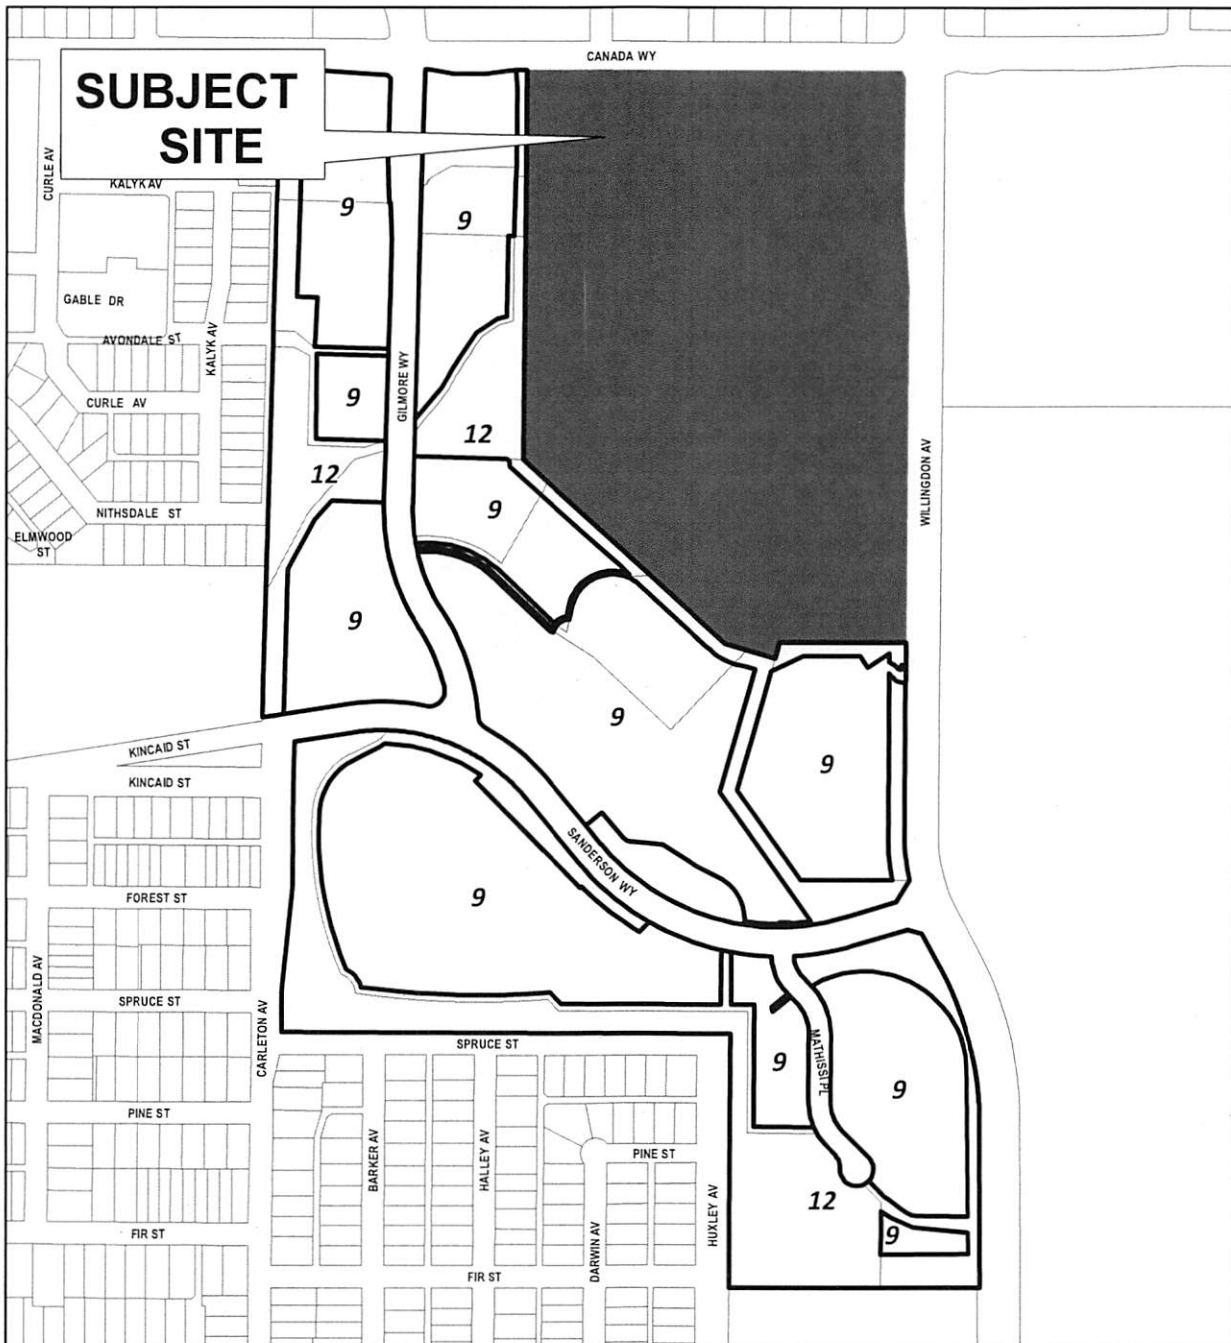 CANADA WY
SUBJECT
SITE
CURLE AV
KALYK AV
9
9
GABLE DR
AVONDALE ST
KALYK AV
GILMORE WY
9
CURLE AV
12
12
WILLINGDON AV
NITHSDALE ST
9
ELMWOOD
ST
9
9
KINCAID ST
9
KINCAID ST
SANDERSON WY
9
FOREST ST
MACDONALD AV
SPRUCE ST
CARLETON AV
SPRUCE ST
MATHISSI PL
9
9
PINE ST
BARKER AV
HALLEY AV
PINE ST
12
HUXLEY AV
DARWIN AV
FIR ST
9
FIR ST